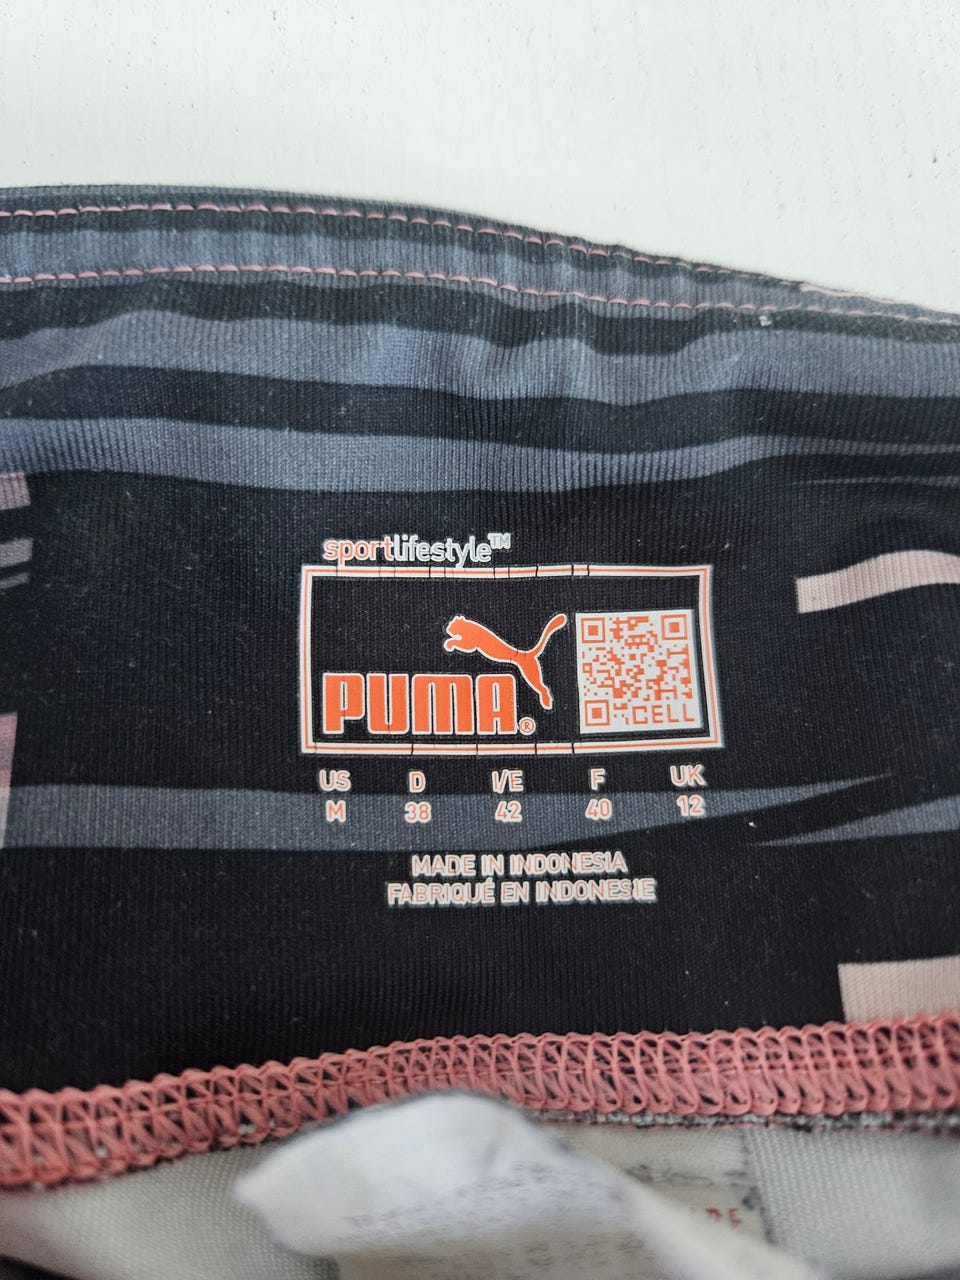 sportlifestyle™
PUMA®
CELL
US D I/E F UK
M 38 42 40 12
MADE IN INDONESIA
FABRIQUÉ EN INDONESIE